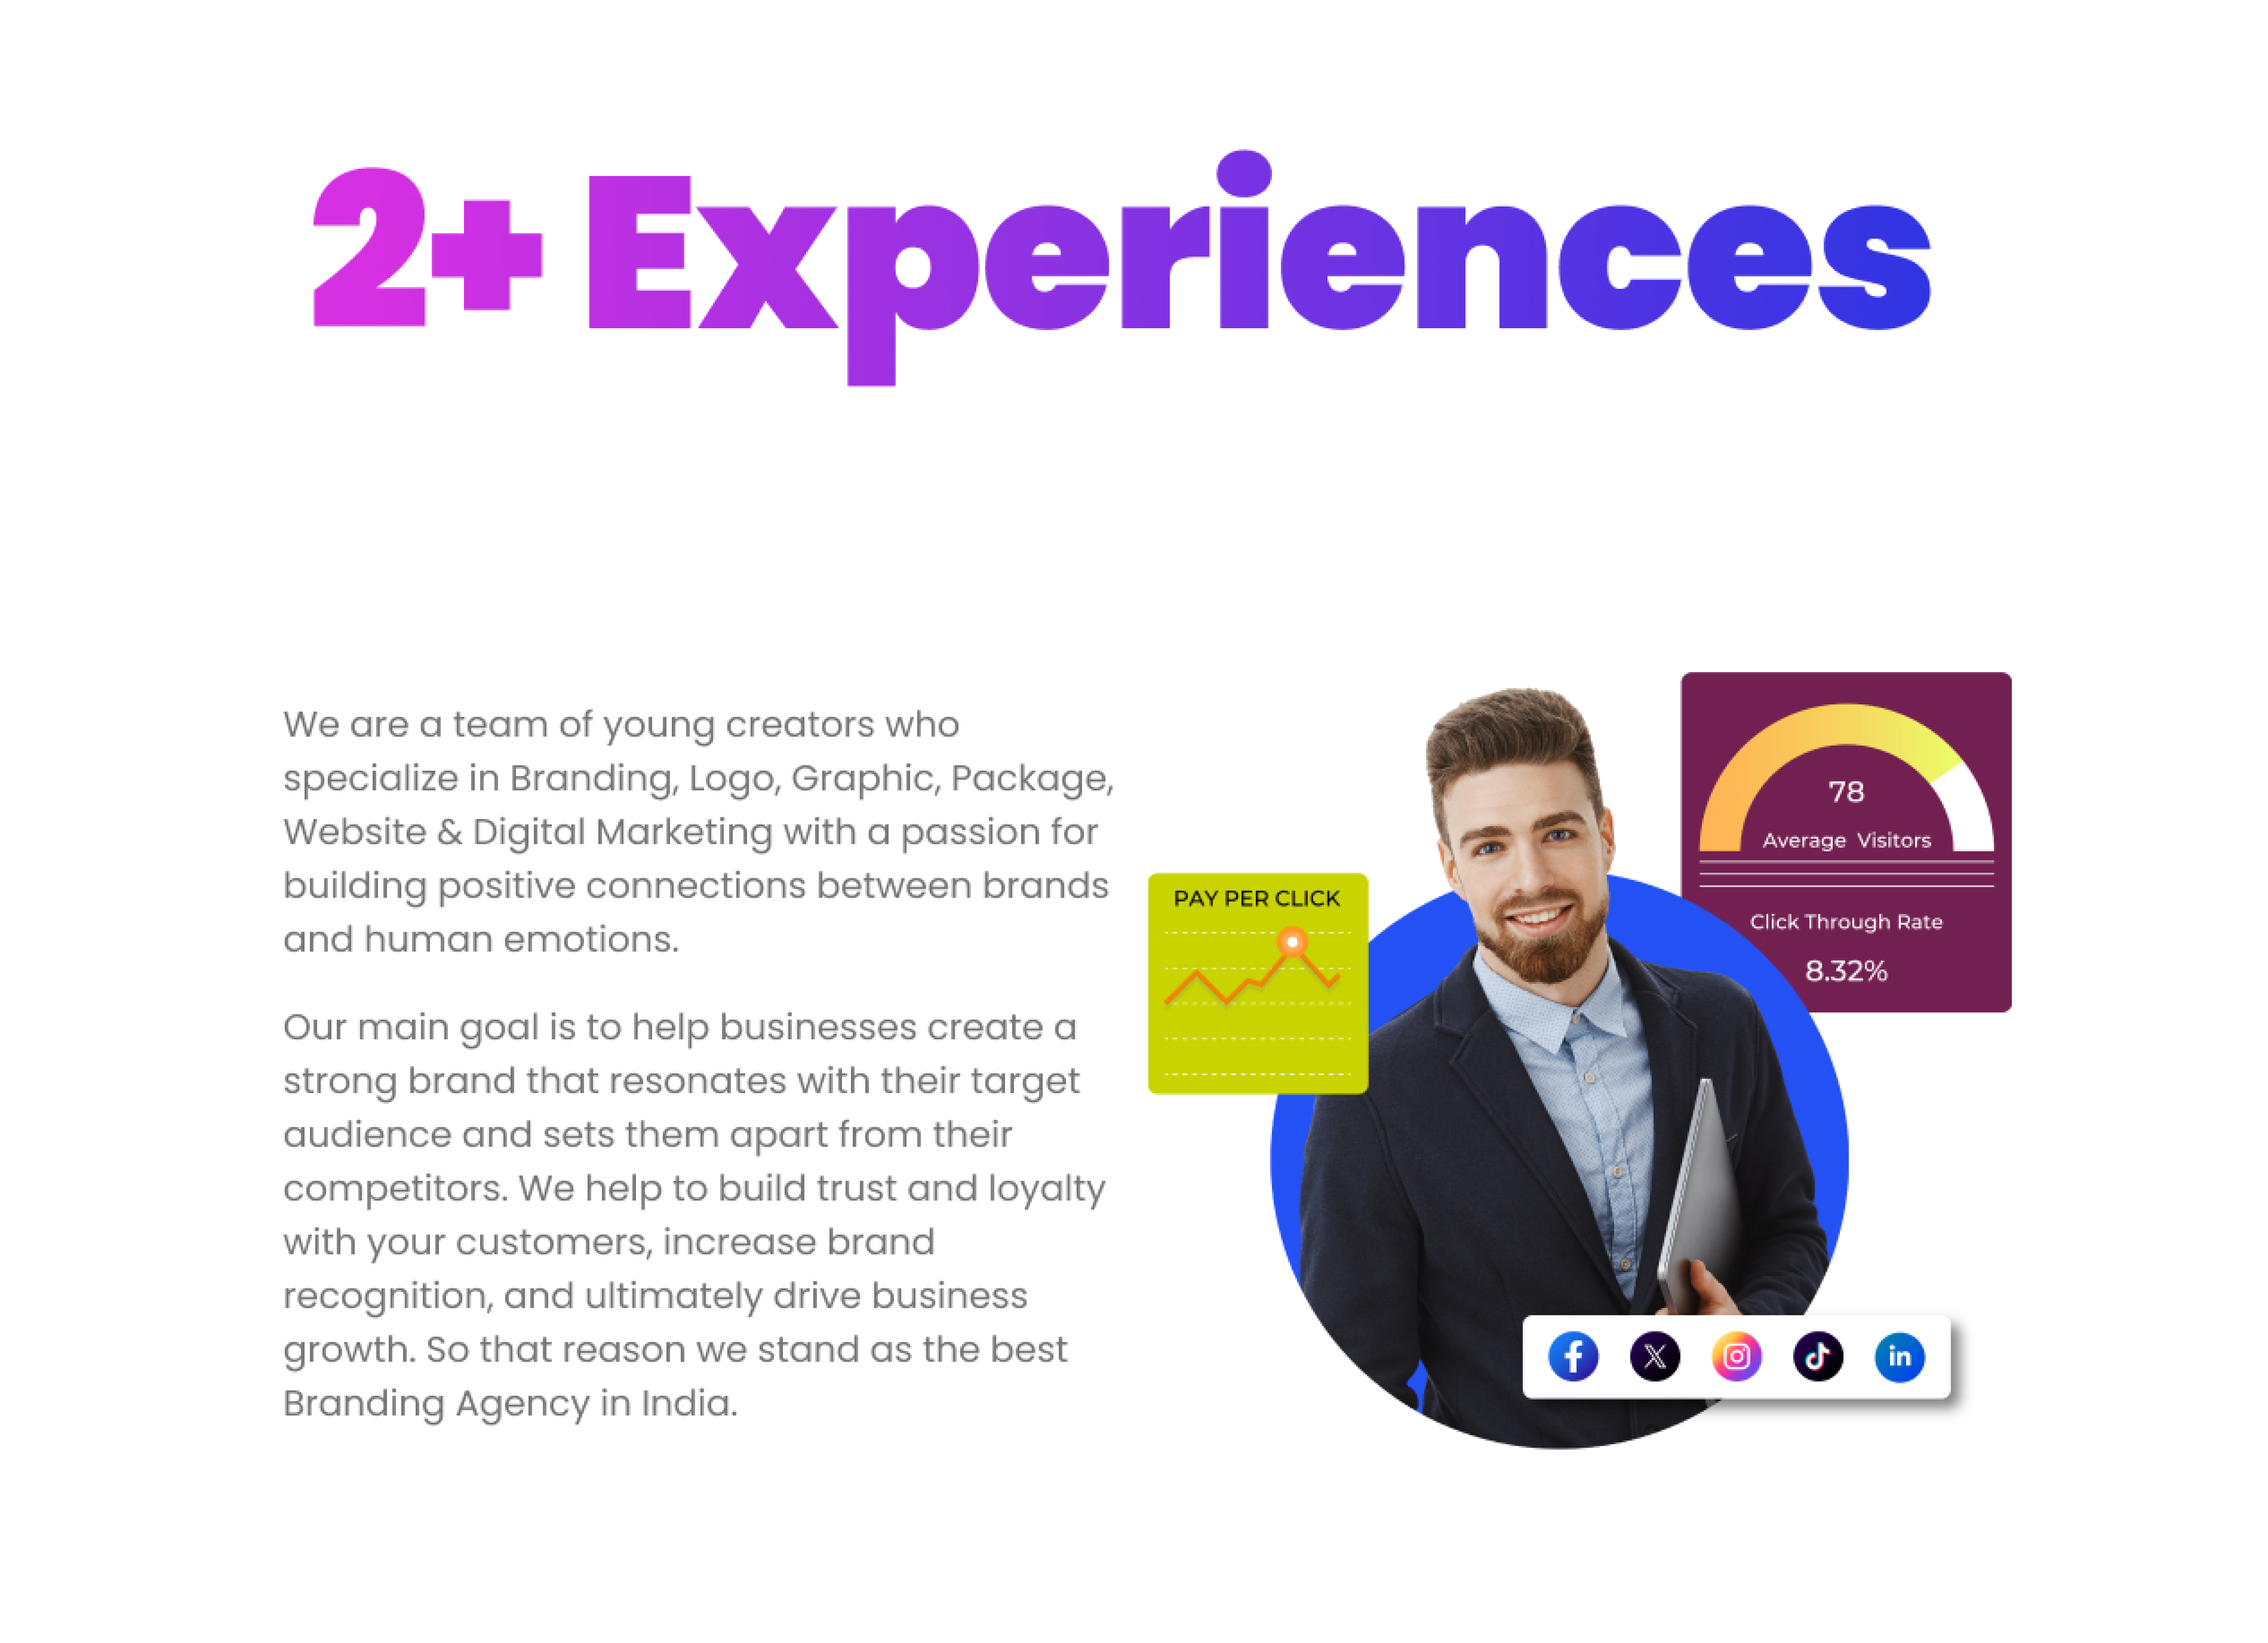 2+ Experiences
We are a team of young creators who
specialize in Branding, Logo, Graphic, Package,
Website & Digital Marketing with a passion for
building positive connections between brands
and human emotions.
Our main goal is to help businesses create a
strong brand that resonates with their target
audience and sets them apart from their
competitors. We help to build trust and loyalty
with your customers, increase brand
recognition, and ultimately drive business
growth. So that reason we stand as the best
Branding Agency in India.
PAY PER CLICK
78
Average Visitors
Click Through Rate
8.32%